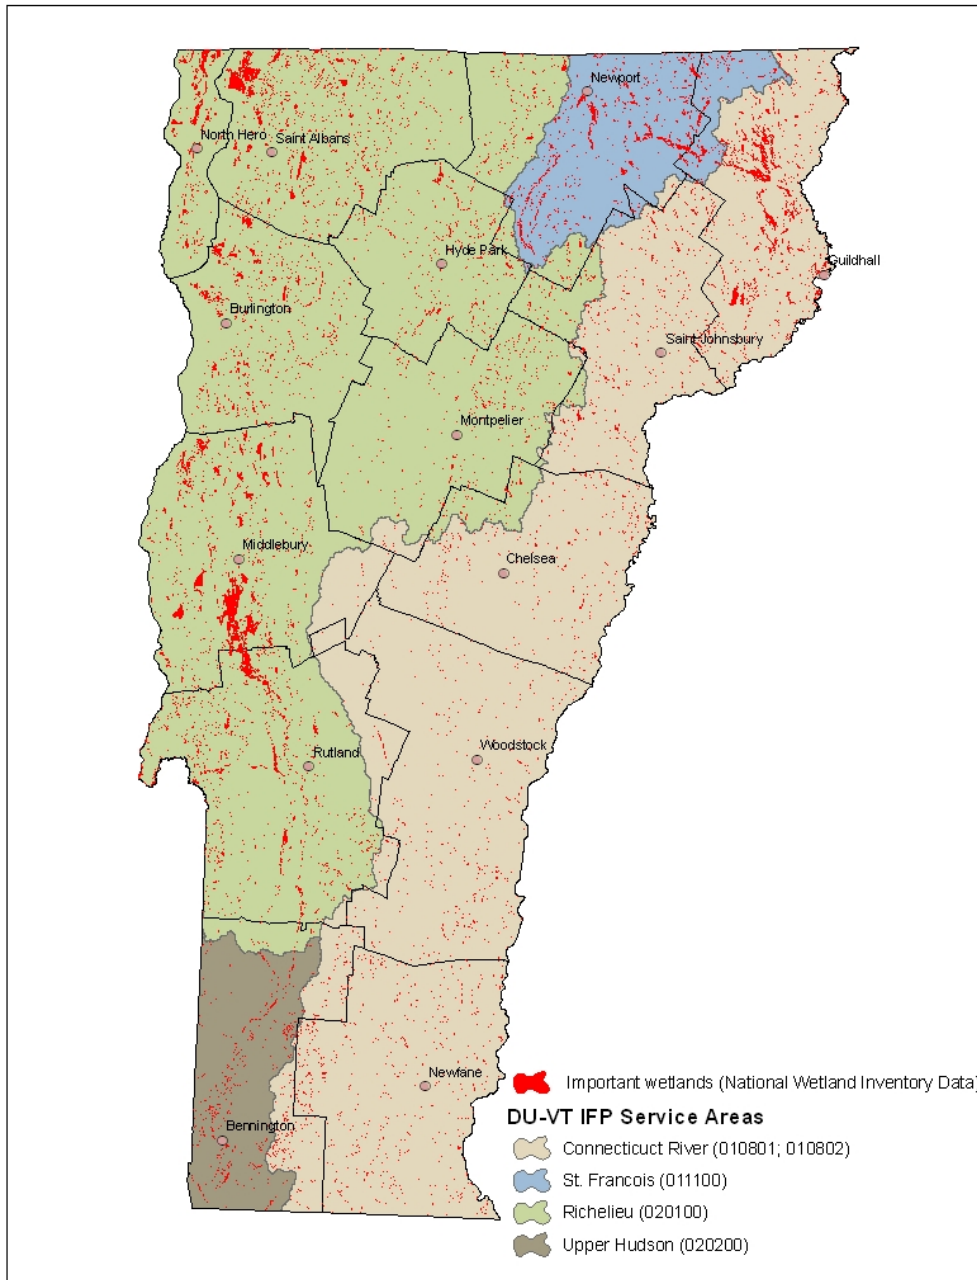 Newport
North Hero
Saint Albans
Hyde Park
Guildhall
Burlington
Saint Johnsbury
Montpelier
Middlebury
Chelsea
Woodstock
Rutland
Newfane
Bennington
Important wetlands (National Wetland Inventory Data)
DU-VT IFP Service Areas
Connecticuct River (010801; 010802)
St. Francois (011100)
Richelieu (020100)
Upper Hudson (020200)